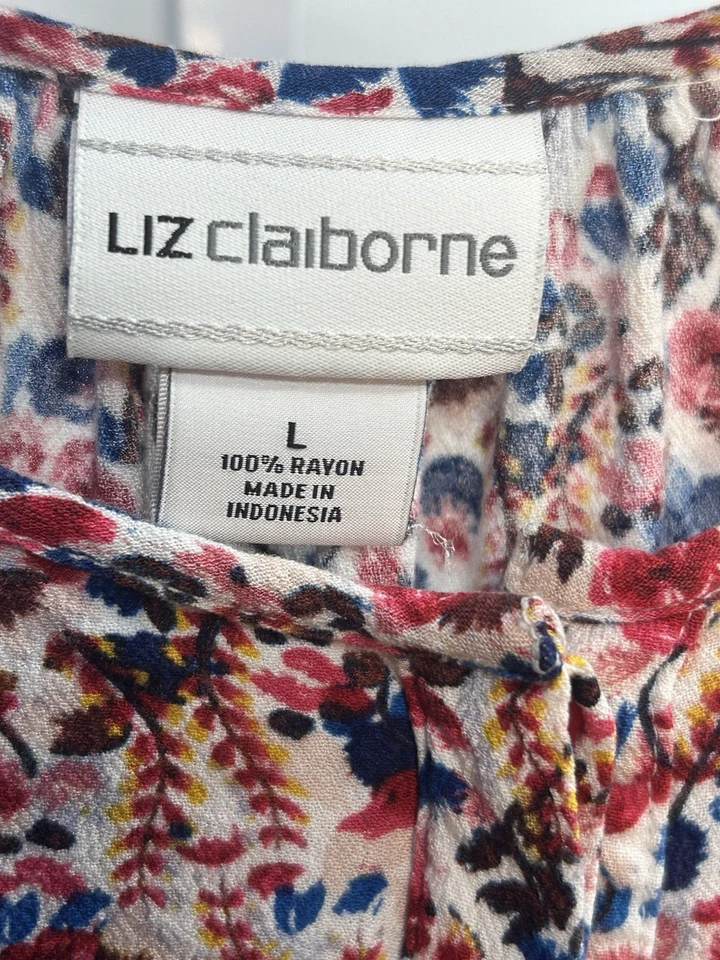 LIZ claiborne
L
100% RAYON
MADE IN
INDONESIA